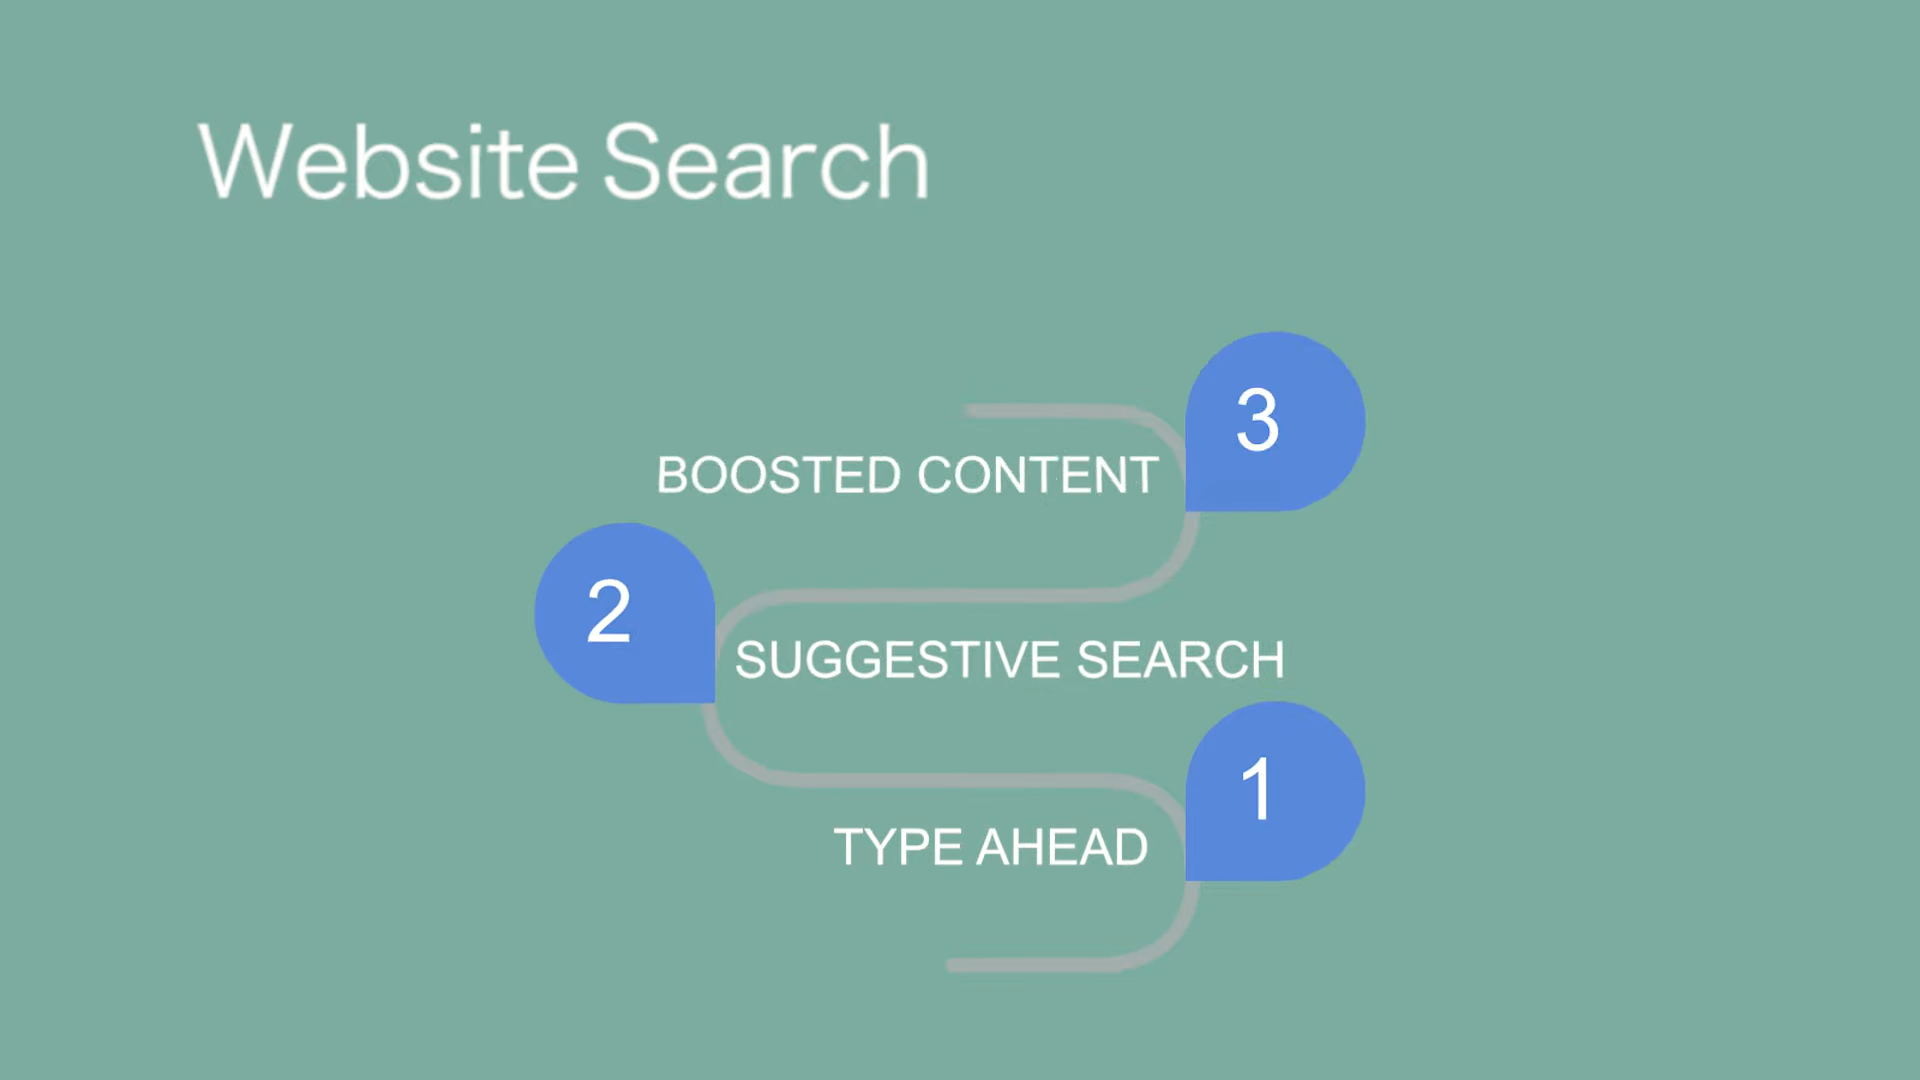 Website Search
3
BOOSTED CONTENT
2
SUGGESTIVE SEARCH
1
TYPE AHEAD